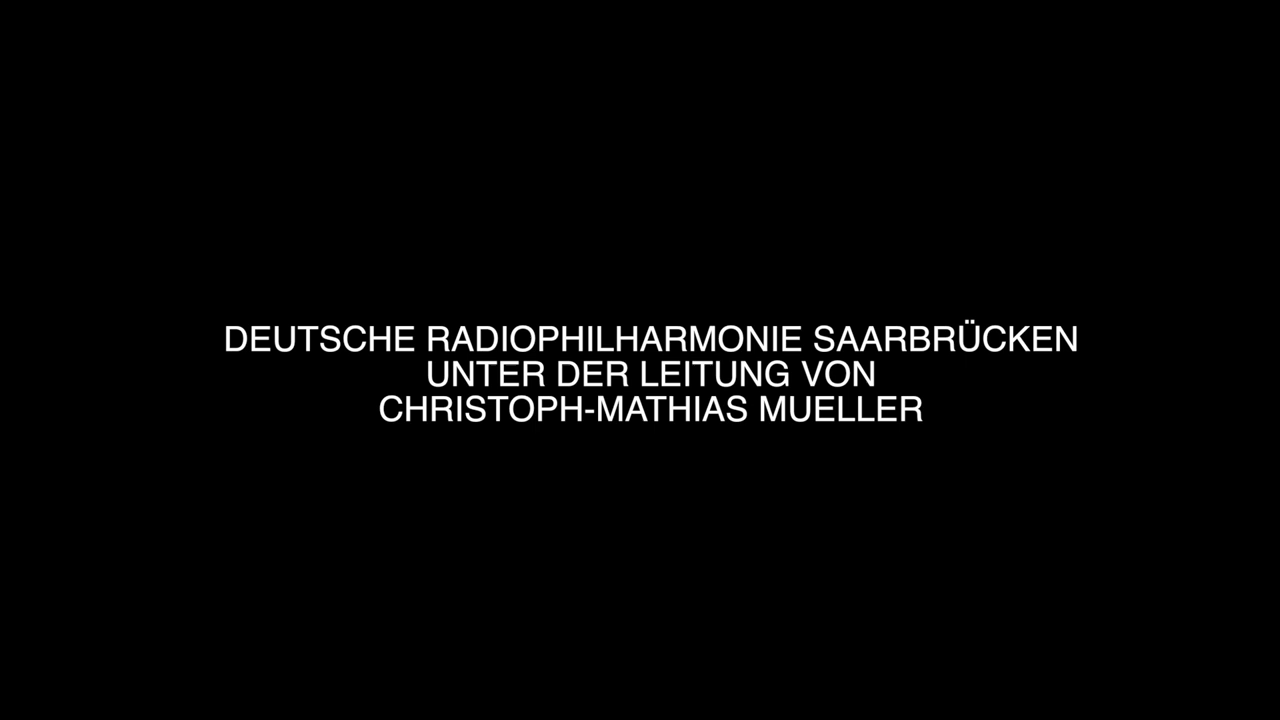 DEUTSCHE RADIOPHILHARMONIE SAARBRÜCKEN
UNTER DER LEITUNG VON
CHRISTOPH-MATHIAS MUELLER